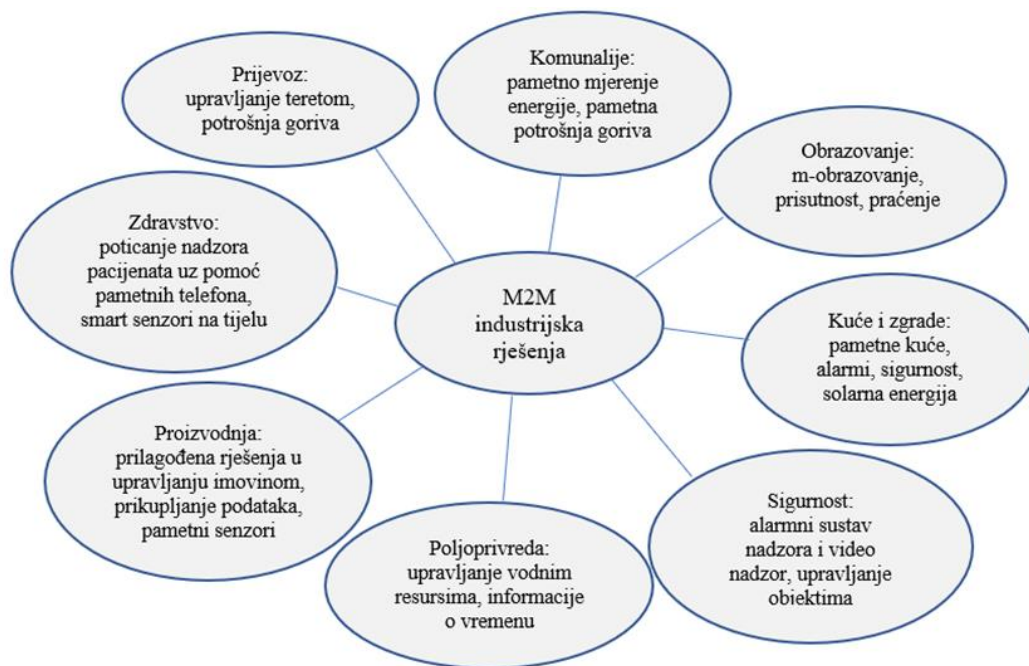 Prijevoz:
upravljanje teretom,
potrošnja goriva
Komunalije:
pametno mjerenje
energije, pametna
potrošnja goriva
Obrazovanje:
m-obrazovanje,
prisutnost, praćenje
Zdravstvo:
poticanje nadzora
pacijenata uz pomoć
pametnih telefona,
smart senzori na tijelu
M2M
industrijska
rješenja
Kuće i zgrade:
pametne kuće,
alarmi, sigurnost,
solarna energija
Proizvodnja:
prilagođena rješenja u
upravljanju imovinom,
prikupljanje podataka,
pametni senzori
Poljoprivreda:
upravljanje vodnim
resursima, informacije
o vremenu
Sigurnost:
alarmni sustav
nadzora i video
nadzor, upravljanje
objektima